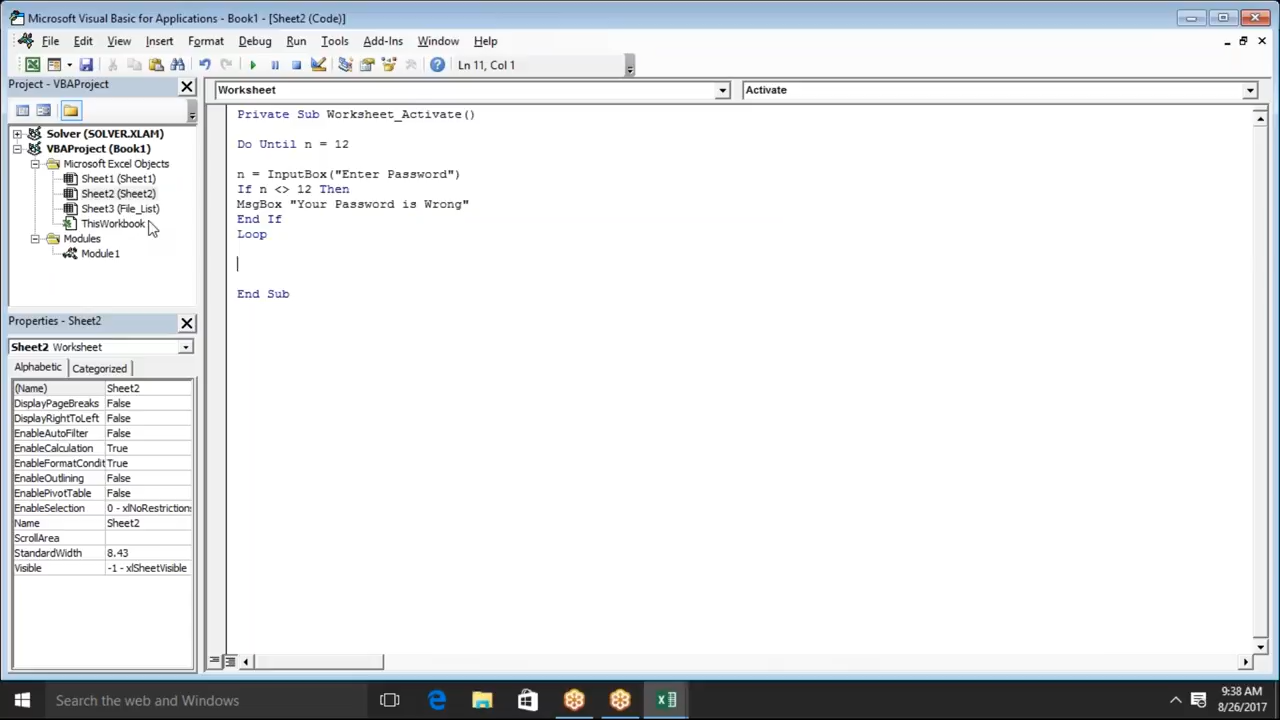 Microsoft Visual Basic for Applications - Book1 - [Sheet2 (Code)]
File Edit View Insert Format Debug Run Tools Add-Ins Window Help
Ln 11, Col 1
Project - VBAProject
Worksheet
Activate
Solver (SOLVER.XLAM)
VBAProject (Book1)
Microsoft Excel Objects
Sheet1 (Sheet1)
Sheet2 (Sheet2)
Sheet3 (File_List)
ThisWorkbook
Modules
Module1
Private Sub Worksheet_Activate()
Do Until n = 12
n = InputBox("Enter Password")
If n <> 12 Then
MsgBox "Your Password is Wrong"
End If
Loop
End Sub
Properties - Sheet2
Sheet2 Worksheet
Alphabetic Categorized
(Name) Sheet2
DisplayPageBreaks False
DisplayRightToLeft False
EnableAutoFilter False
EnableCalculation True
EnableFormatCondit True
EnableOutlining False
EnablePivotTable False
EnableSelection 0 - xlNoRestrictions
Name Sheet2
ScrollArea
StandardWidth 8.43
Visible -1 - xlSheetVisible
Search the web and Windows
9:38 AM
8/26/2017